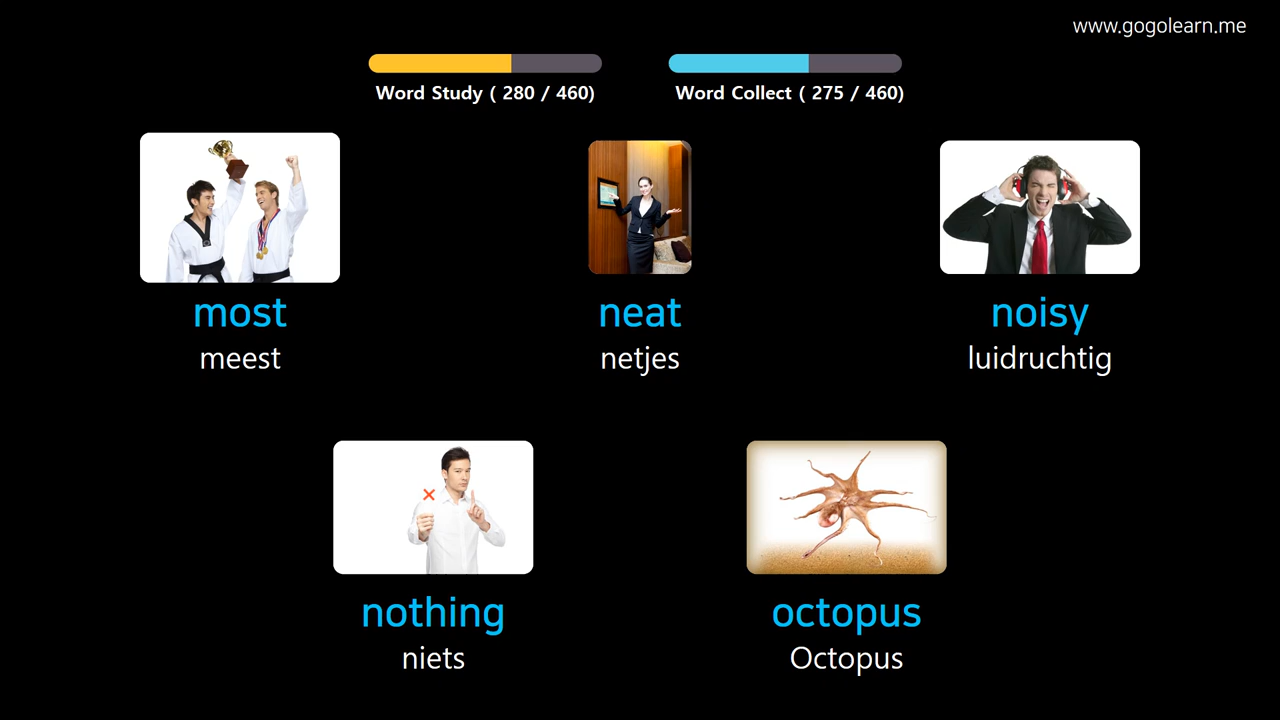 www.gogolearn.me
Word Study ( 280 / 460)
Word Collect ( 275 / 460)
most
meest
neat
netjes
noisy
luidruchtig
nothing
niets
octopus
Octopus